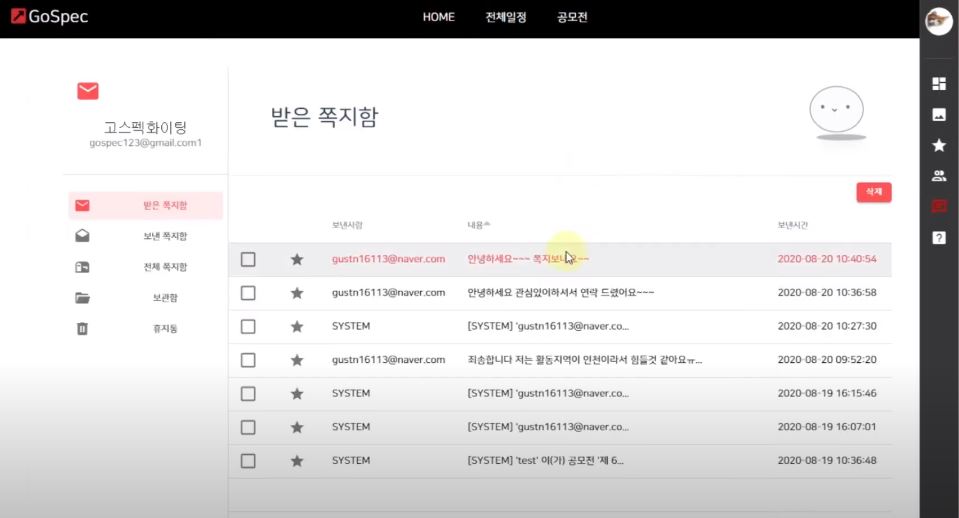 GoSpec
HOME 전체일정 공모전
고스펙화이팅
gospec123@gmail.com1
받은 쪽지함
보낸 쪽지함
전체 쪽지함
보관함
휴지통
받은 쪽지함
삭제
보낸사람 내용 보낸시간
gustn16113@naver.com 안녕하세요~~~ 쪽지보내요~~ 2020-08-20 10:40:54
gustn16113@naver.com 안녕하세요 관심있어하셔서 연락 드렸어요~~~ 2020-08-20 10:36:58
SYSTEM [SYSTEM] 'gustn16113@naver.co... 2020-08-20 10:27:30
gustn16113@naver.com 죄송합니다 저는 활동지역이 인천이라서 힘들것 같아요ㅠ... 2020-08-20 09:52:20
SYSTEM [SYSTEM] 'gustn16113@naver.co... 2020-08-19 16:15:46
SYSTEM [SYSTEM] 'gustn16113@naver.co... 2020-08-19 16:07:01
SYSTEM [SYSTEM] 'test' 이(가) 공모전 '제 6... 2020-08-19 10:36:48